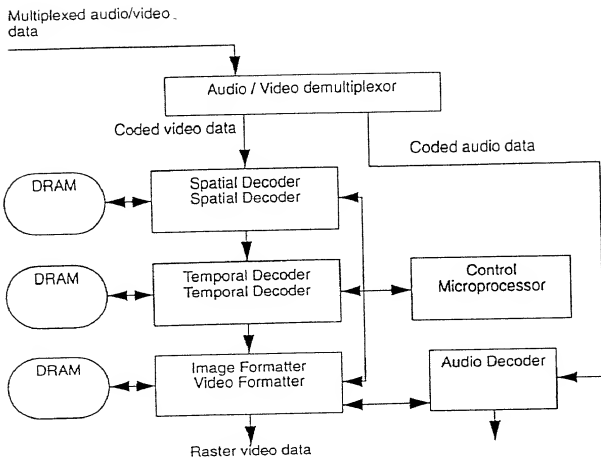 Multiplexed audio/video
data
Audio / Video demultiplexor
Coded video data
Coded audio data
DRAM
Spatial Decoder
Spatial Decoder
DRAM
Temporal Decoder
Temporal Decoder
Control
Microprocessor
DRAM
Image Formatter
Video Formatter
Audio Decoder
Raster video data